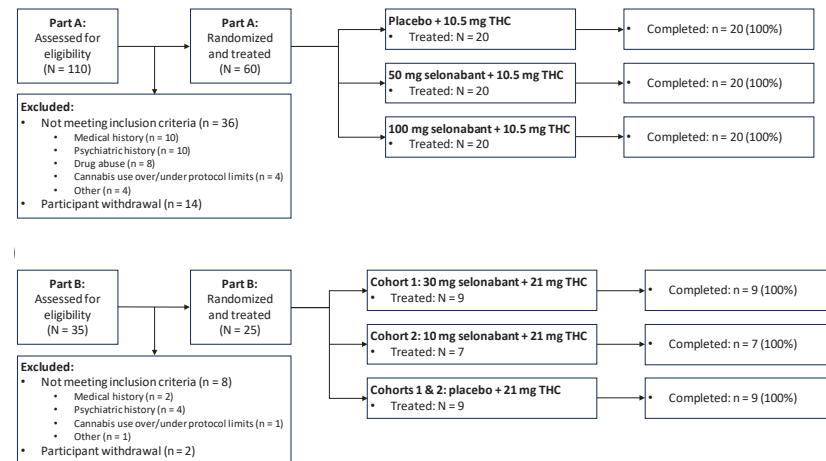 Part A:
Assessed for
eligibility
(N = 110)
Part A:
Randomized
and treated
(N = 60)
Placebo + 10.5 mg THC
• Treated: N = 20
• Completed: n = 20 (100%)
50 mg selonabant + 10.5 mg THC
• Treated: N = 20
• Completed: n = 20 (100%)
100 mg selonabant + 10.5 mg THC
• Treated: N = 20
• Completed: n = 20 (100%)
Excluded:
• Not meeting inclusion criteria (n = 36)
• Medical history (n = 10)
• Psychiatric history (n = 10)
• Drug abuse (n = 8)
• Cannabis use over/under protocol limits (n = 4)
• Other (n = 4)
• Participant withdrawal (n = 14)
Part B:
Assessed for
eligibility
(N = 35)
Part B:
Randomized
and treated
(N = 25)
Cohort 1: 30 mg selonabant + 21 mg THC
• Treated: N = 9
• Completed: n = 9 (100%)
Cohort 2: 10 mg selonabant + 21 mg THC
• Treated: N = 7
• Completed: n = 7 (100%)
Cohorts 1 & 2: placebo + 21 mg THC
• Treated: N = 9
• Completed: n = 9 (100%)
Excluded:
• Not meeting inclusion criteria (n = 8)
• Medical history (n = 2)
• Psychiatric history (n = 4)
• Cannabis use over/under protocol limits (n = 1)
• Other (n = 1)
• Participant withdrawal (n = 2)